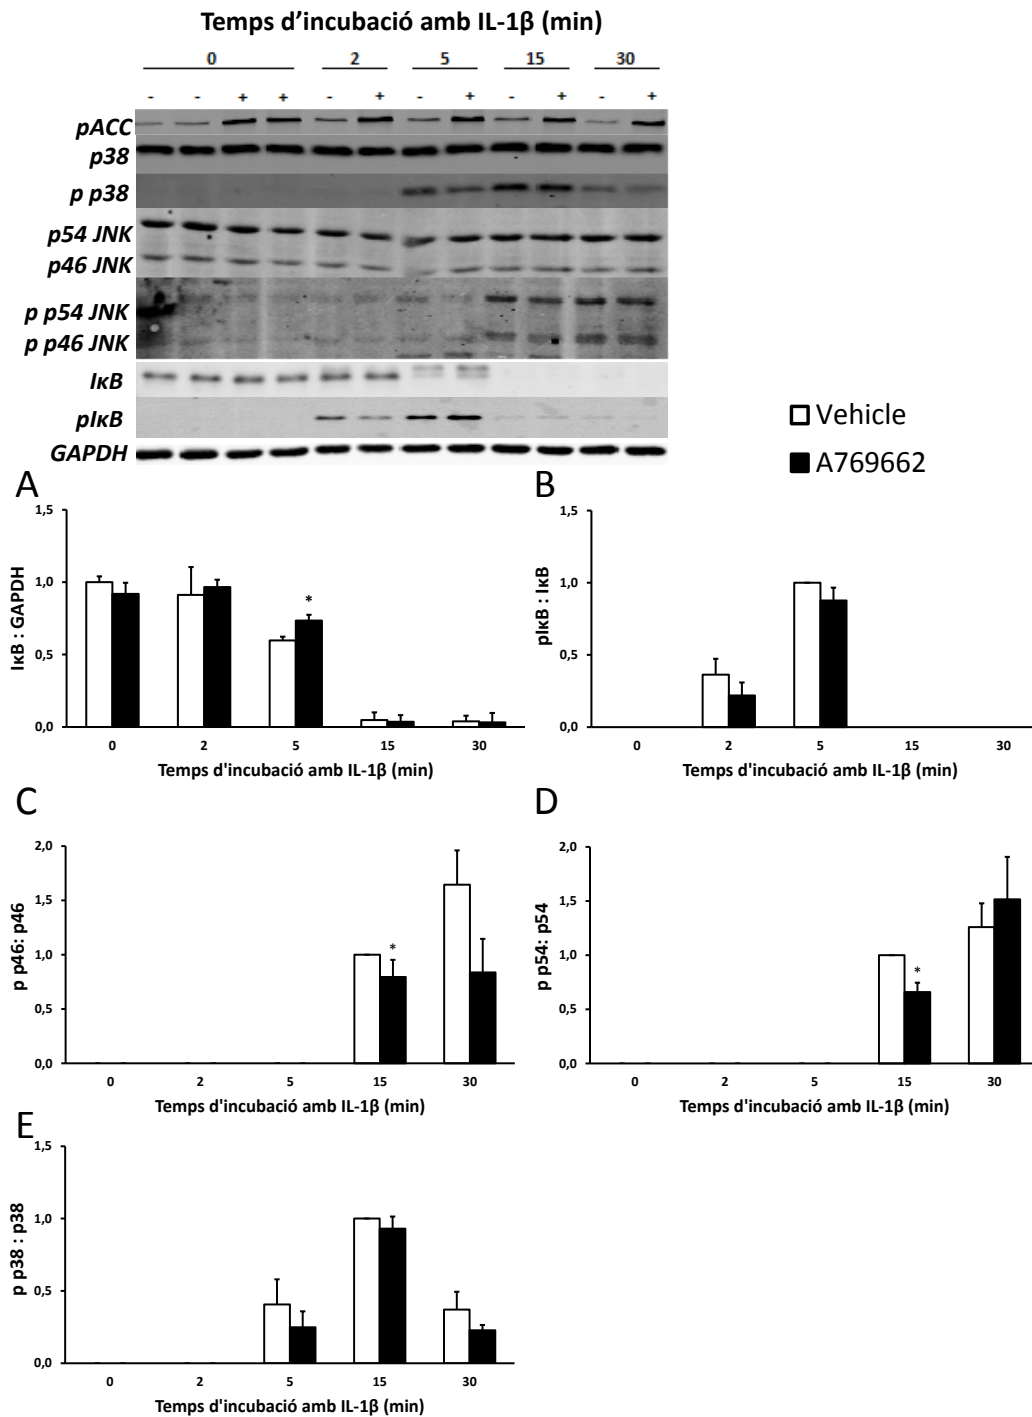 Temps d'incubació amb IL-1β (min)
0 2 5 15 30
- - + + - + - + - + - +
pACC
p38
p p38
p54 JNK
p46 JNK
p p54 JNK
p p46 JNK
IκB
pIκB
GAPDH
Vehicle
A769662
A
1,5
1,0
0,5
0,0
IκB : GAPDH
*
0 2 5 15 30
Temps d'incubació amb IL-1β (min)
B
1,5
1,0
0,5
0,0
pIκB : IκB
0 2 5 15 30
Temps d'incubació amb IL-1β (min)
C
2,0
1,5
1,0
0,5
0,0
p p46: p46
*
0 2 5 15 30
Temps d'incubació amb IL-1β (min)
D
2,0
1,5
1,0
0,5
0,0
p p54: p54
*
0 2 5 15 30
Temps d'incubació amb IL-1β (min)
E
1,5
1,0
0,5
0,0
p p38 : p38
0 2 5 15 30
Temps d'incubació amb IL-1β (min)